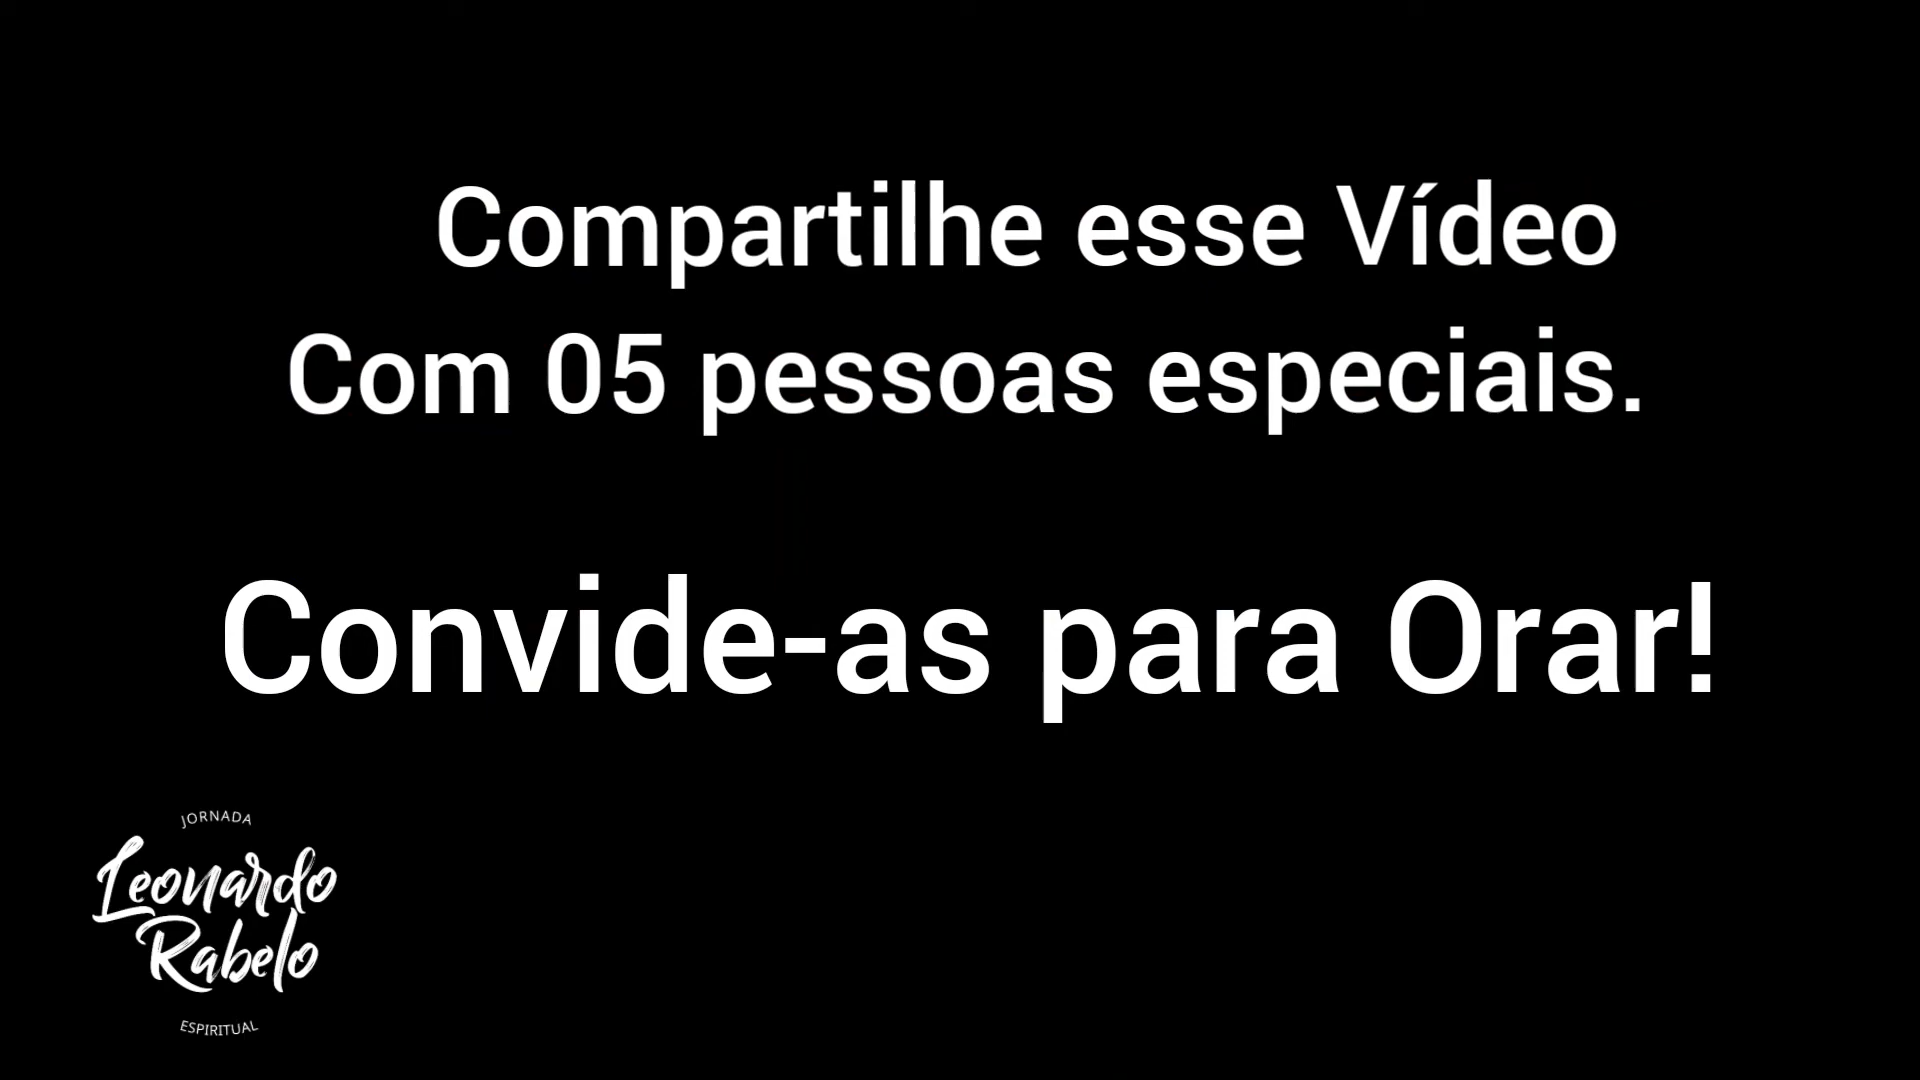 Compartilhe esse Vídeo
Com 05 pessoas especiais.
Convide-as para Orar!
JORNADA
Leonardo
Rabelo
ESPIRITUAL